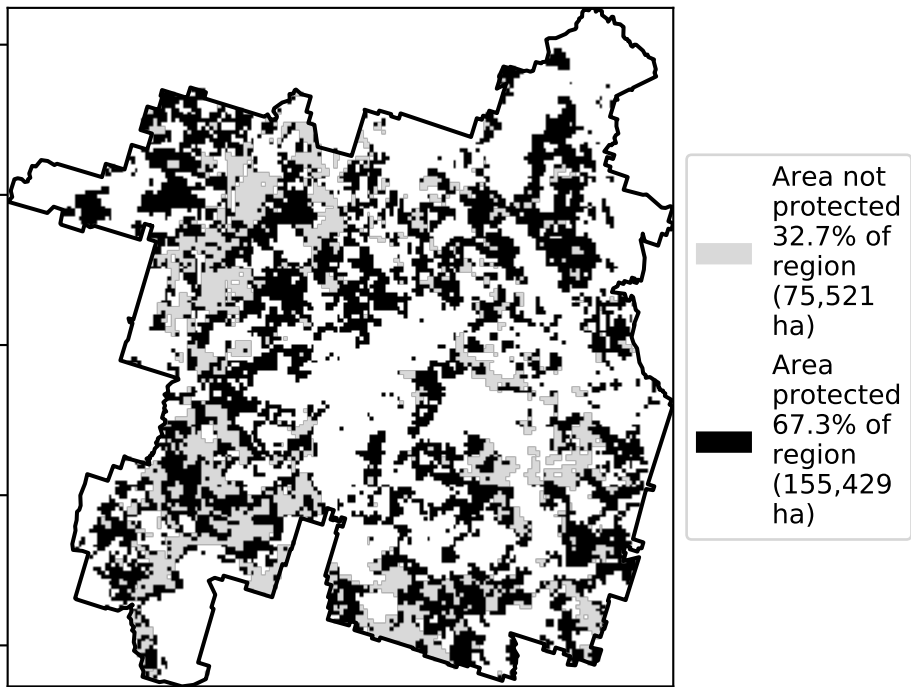 Area not
protected
32.7% of
region
(75,521
ha)
Area
protected
67.3% of
region
(155,429
ha)